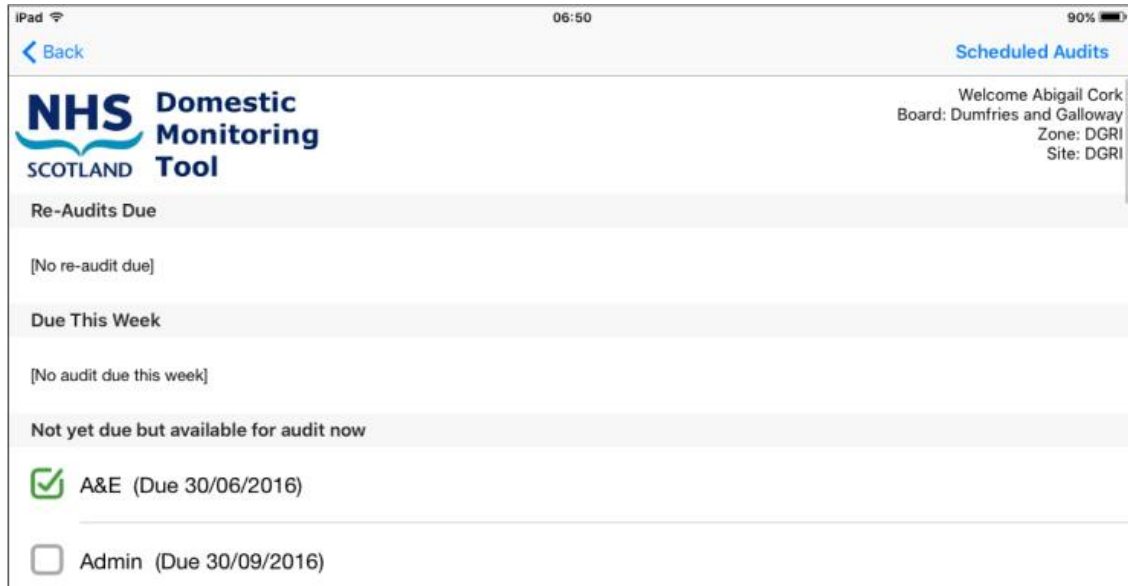 iPad 06:50 90%
Back Scheduled Audits
NHS
SCOTLAND
Domestic
Monitoring
Tool
Welcome Abigail Cork
Board: Dumfries and Galloway
Zone: DGRI
Site: DGRI
Re-Audits Due
[No re-audit due]
Due This Week
[No audit due this week]
Not yet due but available for audit now
A&E (Due 30/06/2016)
Admin (Due 30/09/2016)